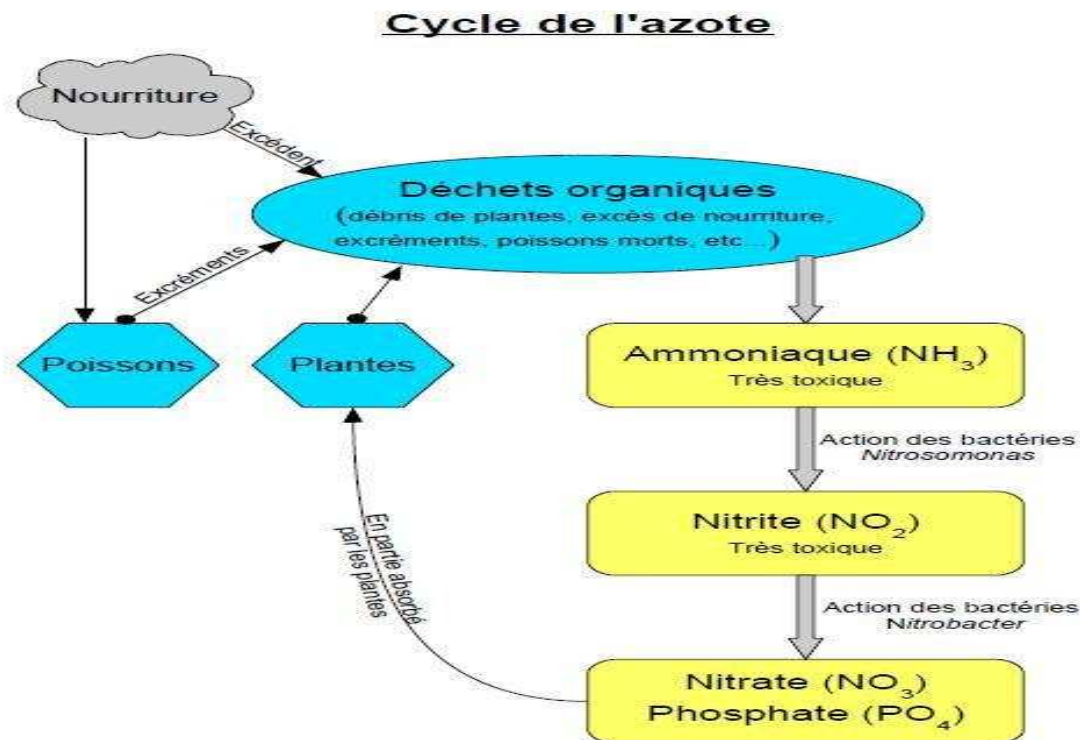 Cycle de l'azote
Nourriture
Excédent
Déchets organiques
(débris de plantes, excès de nourriture,
excréments, poissons morts, etc...)
Excréments
Poissons
Plantes
Ammoniaque (NH₃)
Très toxique
Action des bactéries
Nitrosomonas
Nitrite (NO₂)
Très toxique
En partie absorbé
par les plantes
Action des bactéries
Nitrobacter
Nitrate (NO₃)
Phosphate (PO₄)